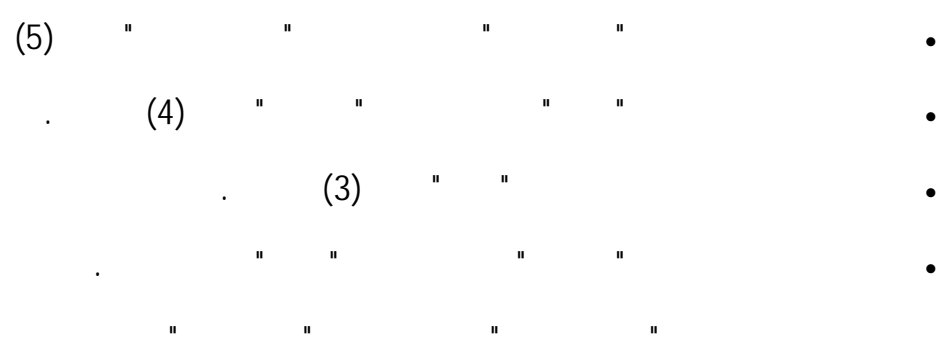 • " " " " (5)
• " " " " (4) .
• " " (3) .
• " " " " .
" " " "